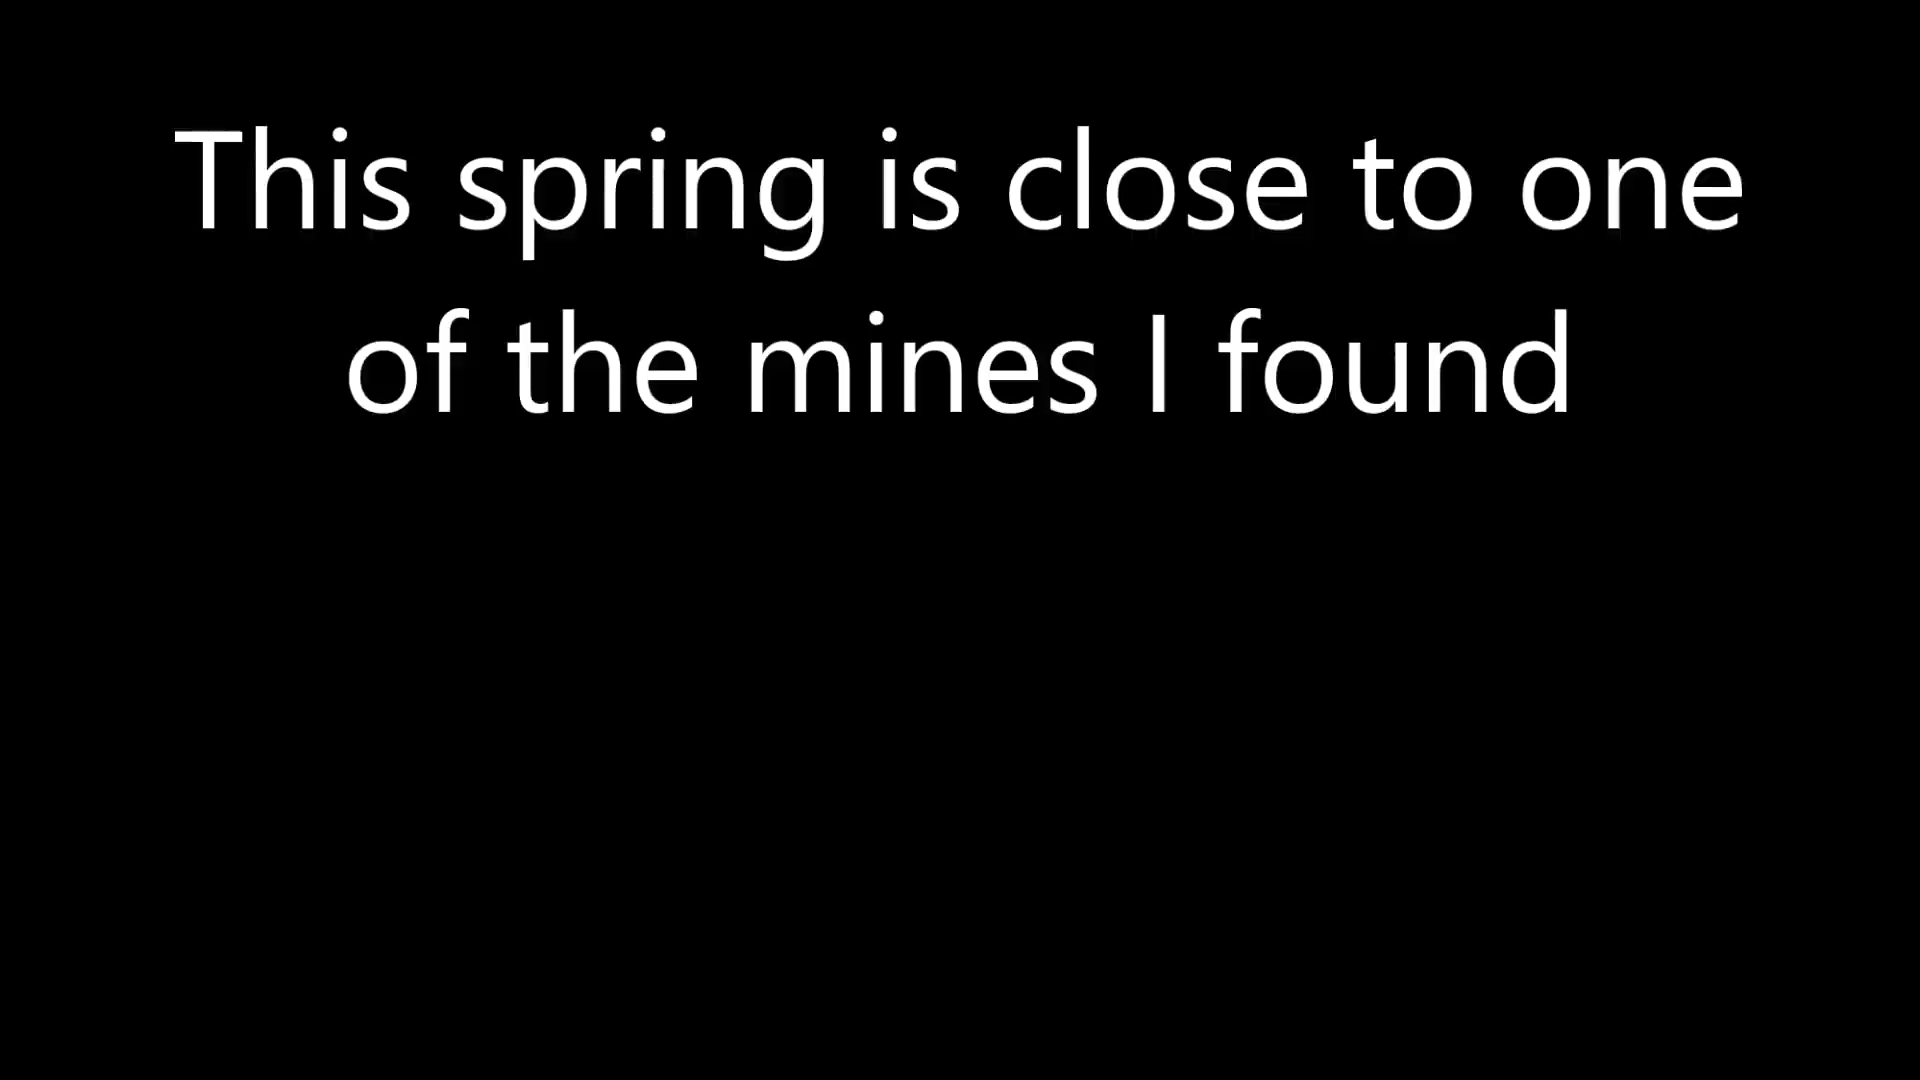 This spring is close to one
of the mines I found